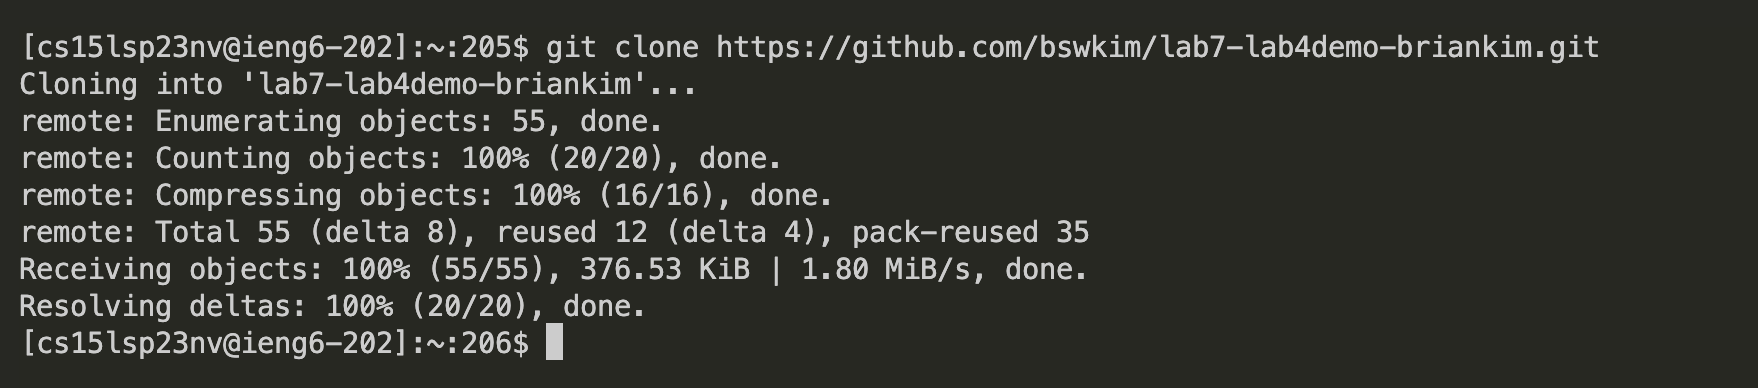 [cs15lsp23nv@ieng6-202]:~:205$ git clone https://github.com/bswkim/lab7-lab4demo-briankim.git
Cloning into 'lab7-lab4demo-briankim'...
remote: Enumerating objects: 55, done.
remote: Counting objects: 100% (20/20), done.
remote: Compressing objects: 100% (16/16), done.
remote: Total 55 (delta 8), reused 12 (delta 4), pack-reused 35
Receiving objects: 100% (55/55), 376.53 KiB | 1.80 MiB/s, done.
Resolving deltas: 100% (20/20), done.
[cs15lsp23nv@ieng6-202]:~:206$